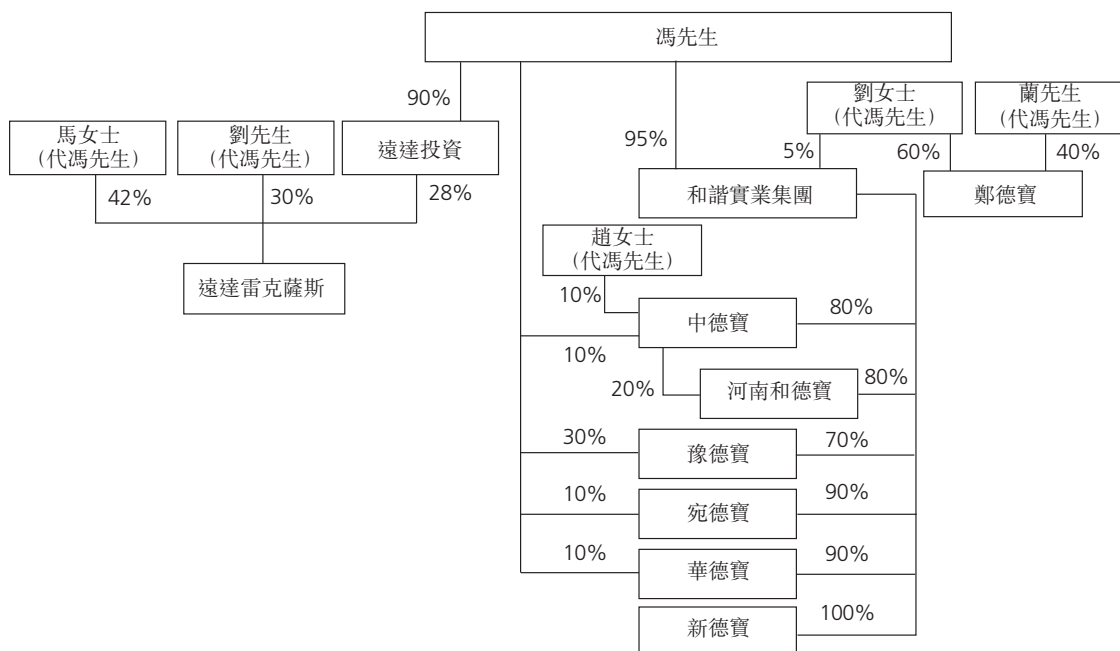 馮先生
90%
馬女士
(代馮先生)
劉先生
(代馮先生)
遠達投資
95%
劉女士
(代馮先生)
蘭先生
(代馮先生)
5%
60%
40%
42%
30%
28%
和諧實業集團
鄭德寶
遠達雷克薩斯
趙女士
(代馮先生)
10%
中德寶
80%
10%
20%
河南和德寶
80%
30%
豫德寶
70%
10%
宛德寶
90%
10%
華德寶
90%
新德寶
100%